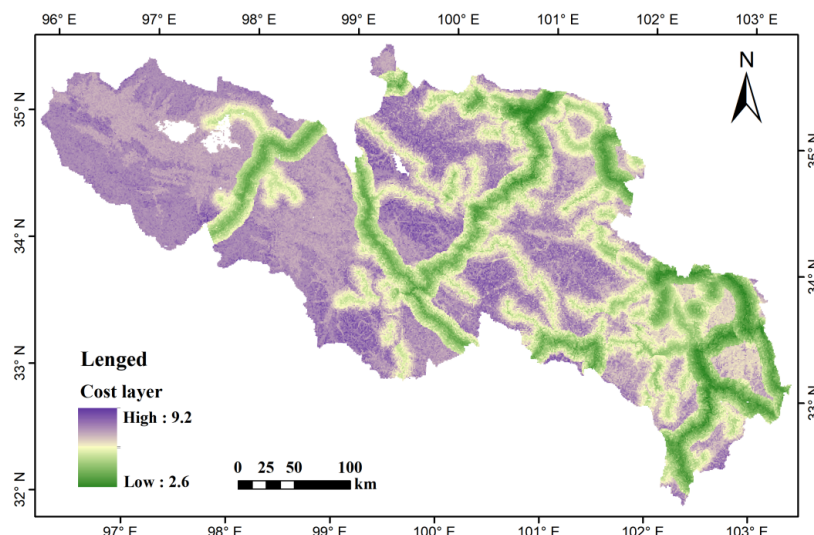 96° E 97° E 98° E 99° E 100° E 101° E 102° E 103° E
N
35° N
35° N
34° N
34° N
33° N
33° N
32° N
Lenged
Cost layer
High : 9.2
Low : 2.6
0 25 50 100
km
97° E 98° E 99° E 100° E 101° E 102° E 103° E